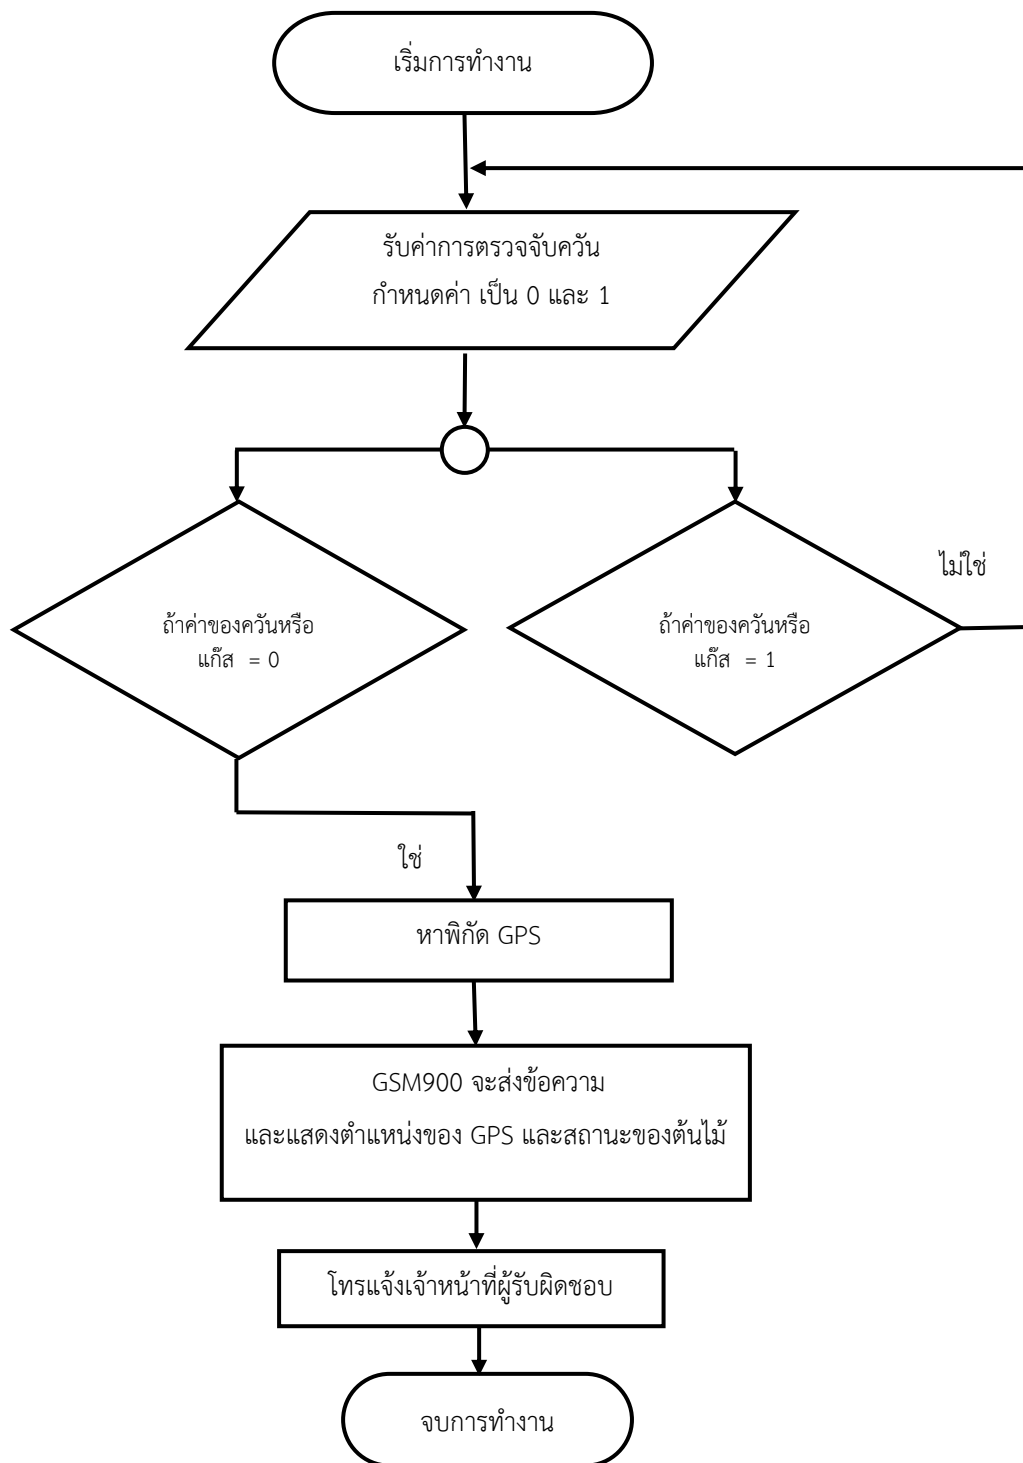 เริ่มการทำงาน
รับค่าการตรวจจับควัน
กำหนดค่า เป็น 0 และ 1
ไม่ใช่
ถ้าค่าของควันหรือ
แก๊ส = 0
ถ้าค่าของควันหรือ
แก๊ส = 1
ใช่
หาพิกัด GPS
GSM900 จะส่งข้อความ
และแสดงตำแหน่งของ GPS และสถานะของต้นไม้
โทรแจ้งเจ้าหน้าที่ผู้รับผิดชอบ
จบการทำงาน